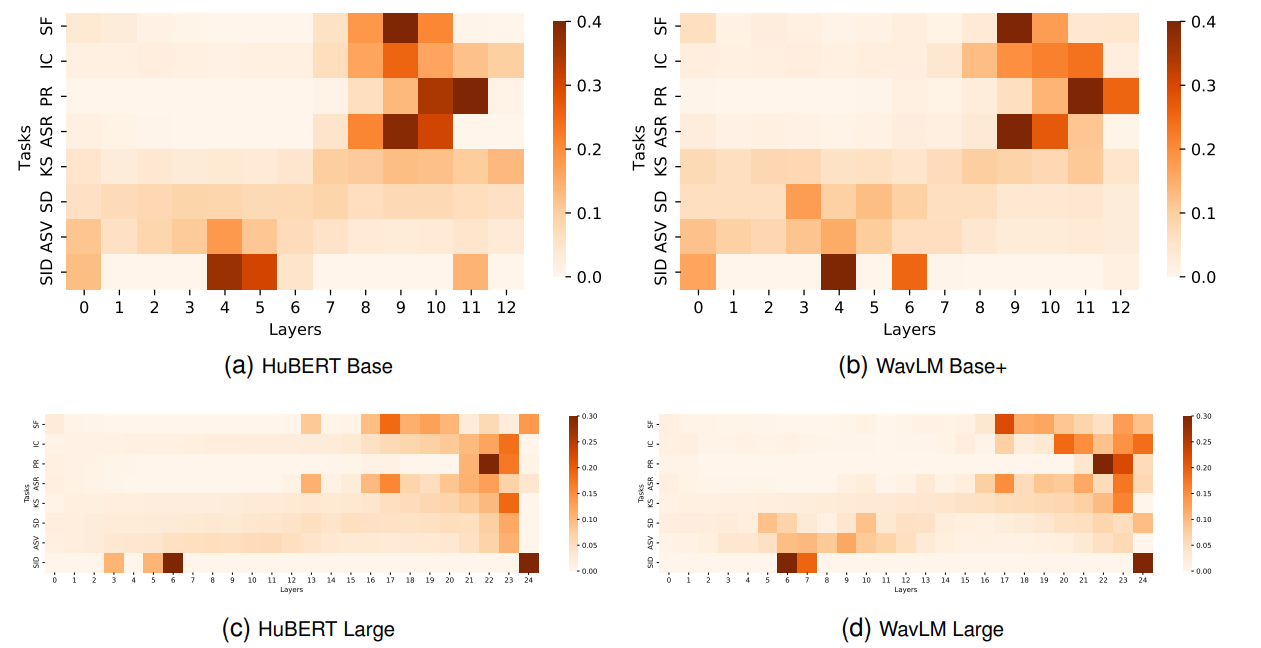 SF
IC
PR
ASR
KS
SD
ASV
SID
Tasks
0 1 2 3 4 5 6 7 8 9 10 11 12
Layers
0.4
0.3
0.2
0.1
0.0
(a) HuBERT Base
SF
IC
PR
ASR
KS
SD
ASV
SID
Tasks
0 1 2 3 4 5 6 7 8 9 10 11 12
Layers
0.4
0.3
0.2
0.1
0.0
(b) WavLM Base+
SF
IC
PR
ASR
KS
SD
ASV
SID
Tasks
0 1 2 3 4 5 6 7 8 9 10 11 12 13 14 15 16 17 18 19 20 21 22 23 24
Layers
0.30
0.25
0.20
0.15
0.10
0.05
0.00
(c) HuBERT Large
SF
IC
PR
ASR
KS
SD
ASV
SID
Tasks
0 1 2 3 4 5 6 7 8 9 10 11 12 13 14 15 16 17 18 19 20 21 22 23 24
Layers
0.30
0.25
0.20
0.15
0.10
0.05
0.00
(d) WavLM Large